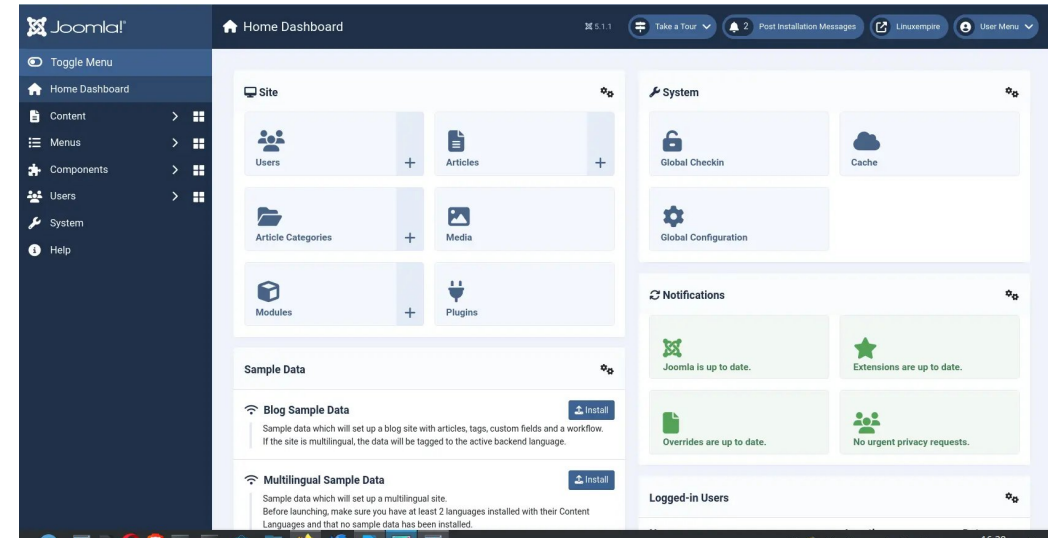 Joomla!®
Home Dashboard
5.1.1
Take a Tour
2 Post Installation Messages
Linuxempire
User Menu
Toggle Menu
Home Dashboard
Content
Menus
Components
Users
System
Help
Site
Users
+
Articles
+
Article Categories
+
Media
Modules
+
Plugins
Sample Data
Blog Sample Data
Install
Sample data which will set up a blog site with articles, tags, custom fields and a workflow.
If the site is multilingual, the data will be tagged to the active backend language.
Multilingual Sample Data
Install
Sample data which will set up a multilingual site.
Before launching, make sure you have at least 2 languages installed with their Content
Languages and that no sample data has been installed.
System
Global Checkin
Cache
Global Configuration
Notifications
Joomla is up to date.
Extensions are up to date.
Overrides are up to date.
No urgent privacy requests.
Logged-in Users